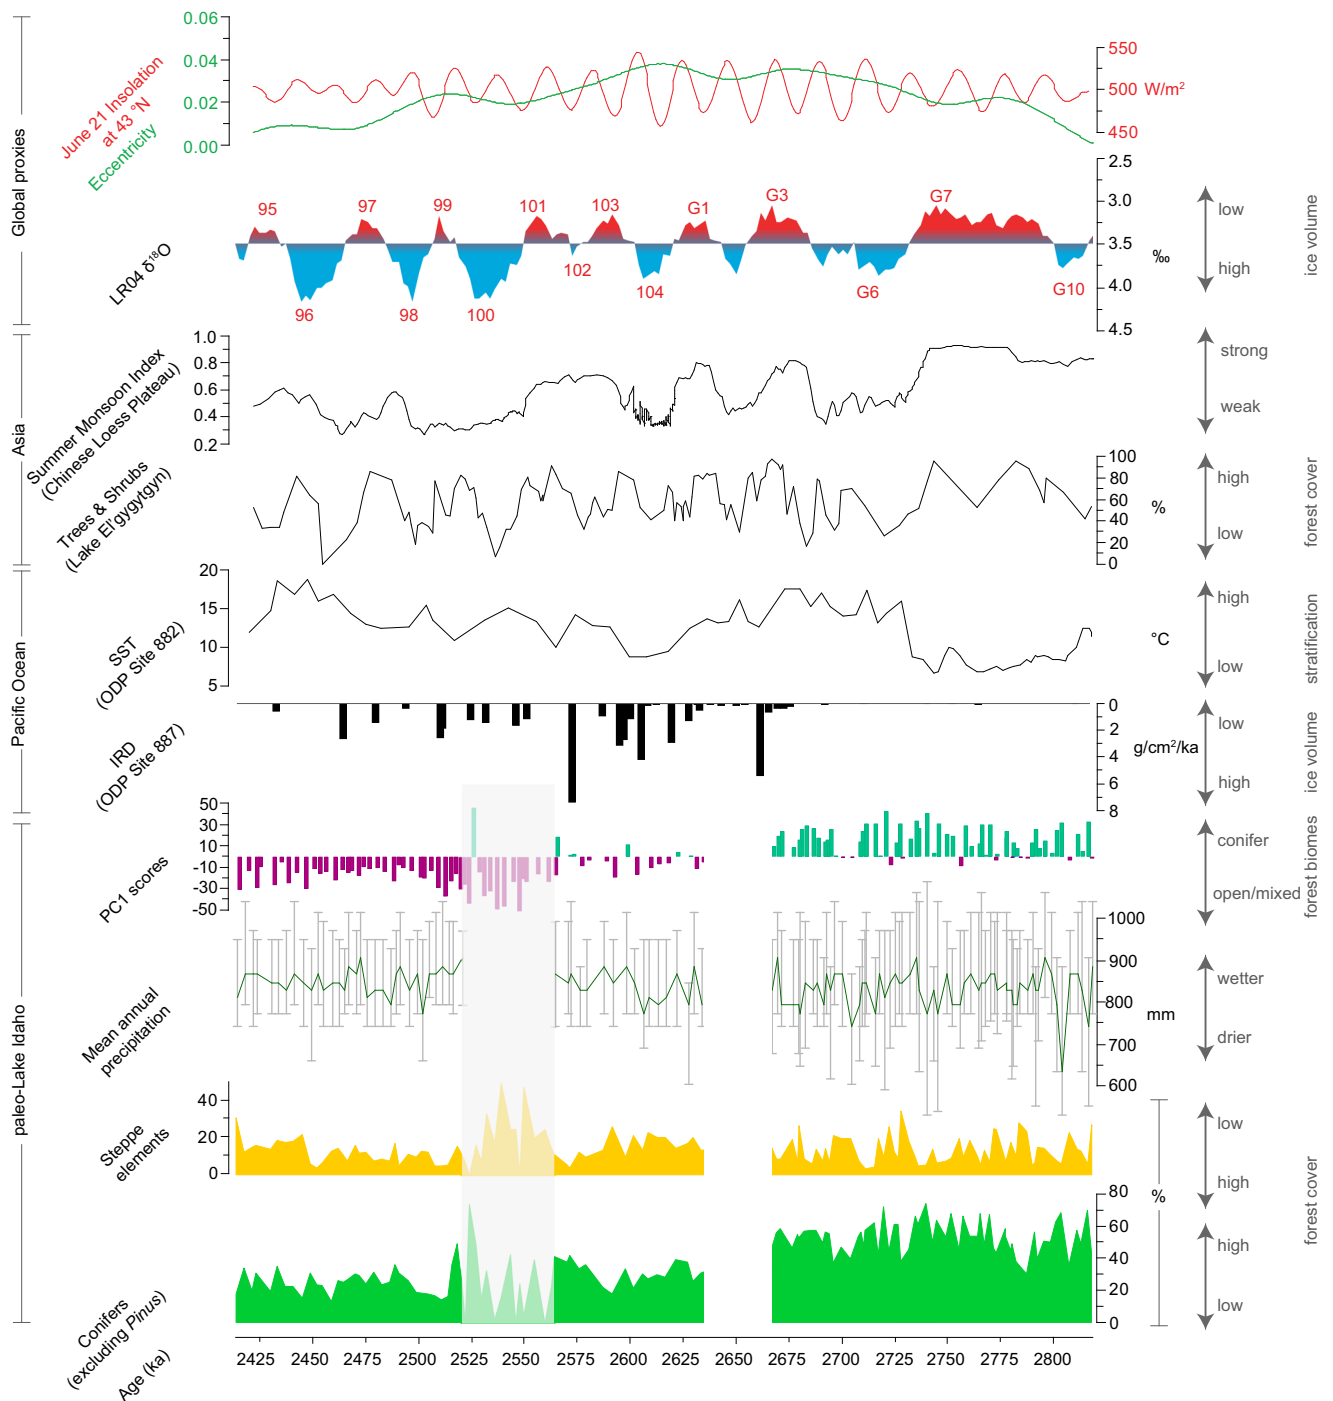 Global proxies
June 21 Insolation
at 43 °N
Eccentricity
0.06
0.04
0.02
0.00
550
500
450
W/m²
LR04 δ¹⁸O
95
97
99
101
103
G1
G3
G7
96
98
100
102
104
G6
G10
2.5
3.0
3.5
4.0
4.5
‰
low
high
ice volume
Asia
Summer Monsoon Index
(Chinese Loess Plateau)
1.0
0.8
0.6
0.4
0.2
strong
weak
Trees & Shrubs
(Lake El'gygytgyn)
100
80
60
40
20
0
%
high
low
forest cover
Pacific Ocean
SST
(ODP Site 882)
20
15
10
5
°C
high
low
stratification
IRD
(ODP Site 887)
0
2
4
6
8
g/cm²/ka
low
high
ice volume
paleo-Lake Idaho
PC1 scores
50
30
10
-10
-30
-50
conifer
open/mixed
forest biomes
Mean annual
precipitation
1000
900
800
700
600
mm
wetter
drier
Steppe
elements
40
20
0
low
high
Conifers
(excluding Pinus)
80
60
40
20
0
%
high
low
forest cover
Age (ka)
2425
2450
2475
2500
2525
2550
2575
2600
2625
2650
2675
2700
2725
2750
2775
2800